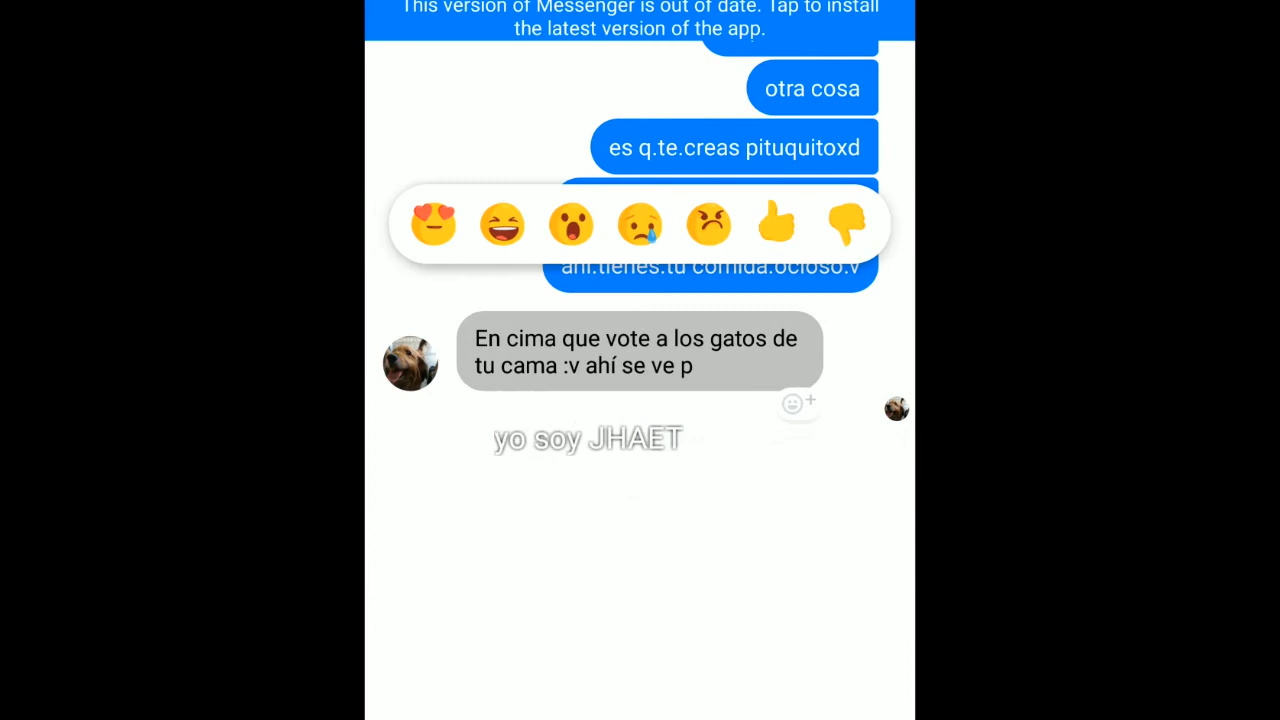 This version of Messenger is out of date. Tap to install
the latest version of the app.
otra cosa
es q.te.creas pituquitoxd
ahi.tienes.tu comida.ocioso.v
En cima que vote a los gatos de
tu cama :v ahí se ve p
yo soy JHAET